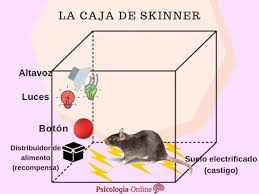 LA CAJA DE SKINNER
Altavoz
Luces
Botón
Distribuidor de
alimento
(recompensa)
Suelo electrificado
(castigo)
Psicología-Online